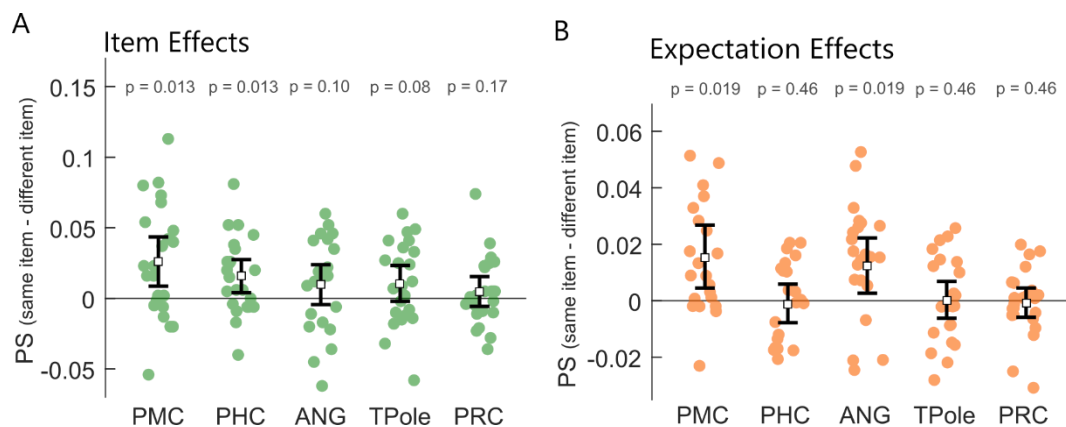 A
Item Effects
p = 0.013 p = 0.013 p = 0.10 p = 0.08 p = 0.17
0.15
0.1
0.05
0
-0.05
PS (same item - different item)
PMC PHC ANG TPole PRC
B
Expectation Effects
p = 0.019 p = 0.46 p = 0.019 p = 0.46 p = 0.46
0.06
0.04
0.02
0
-0.02
PS (same item - different item)
PMC PHC ANG TPole PRC